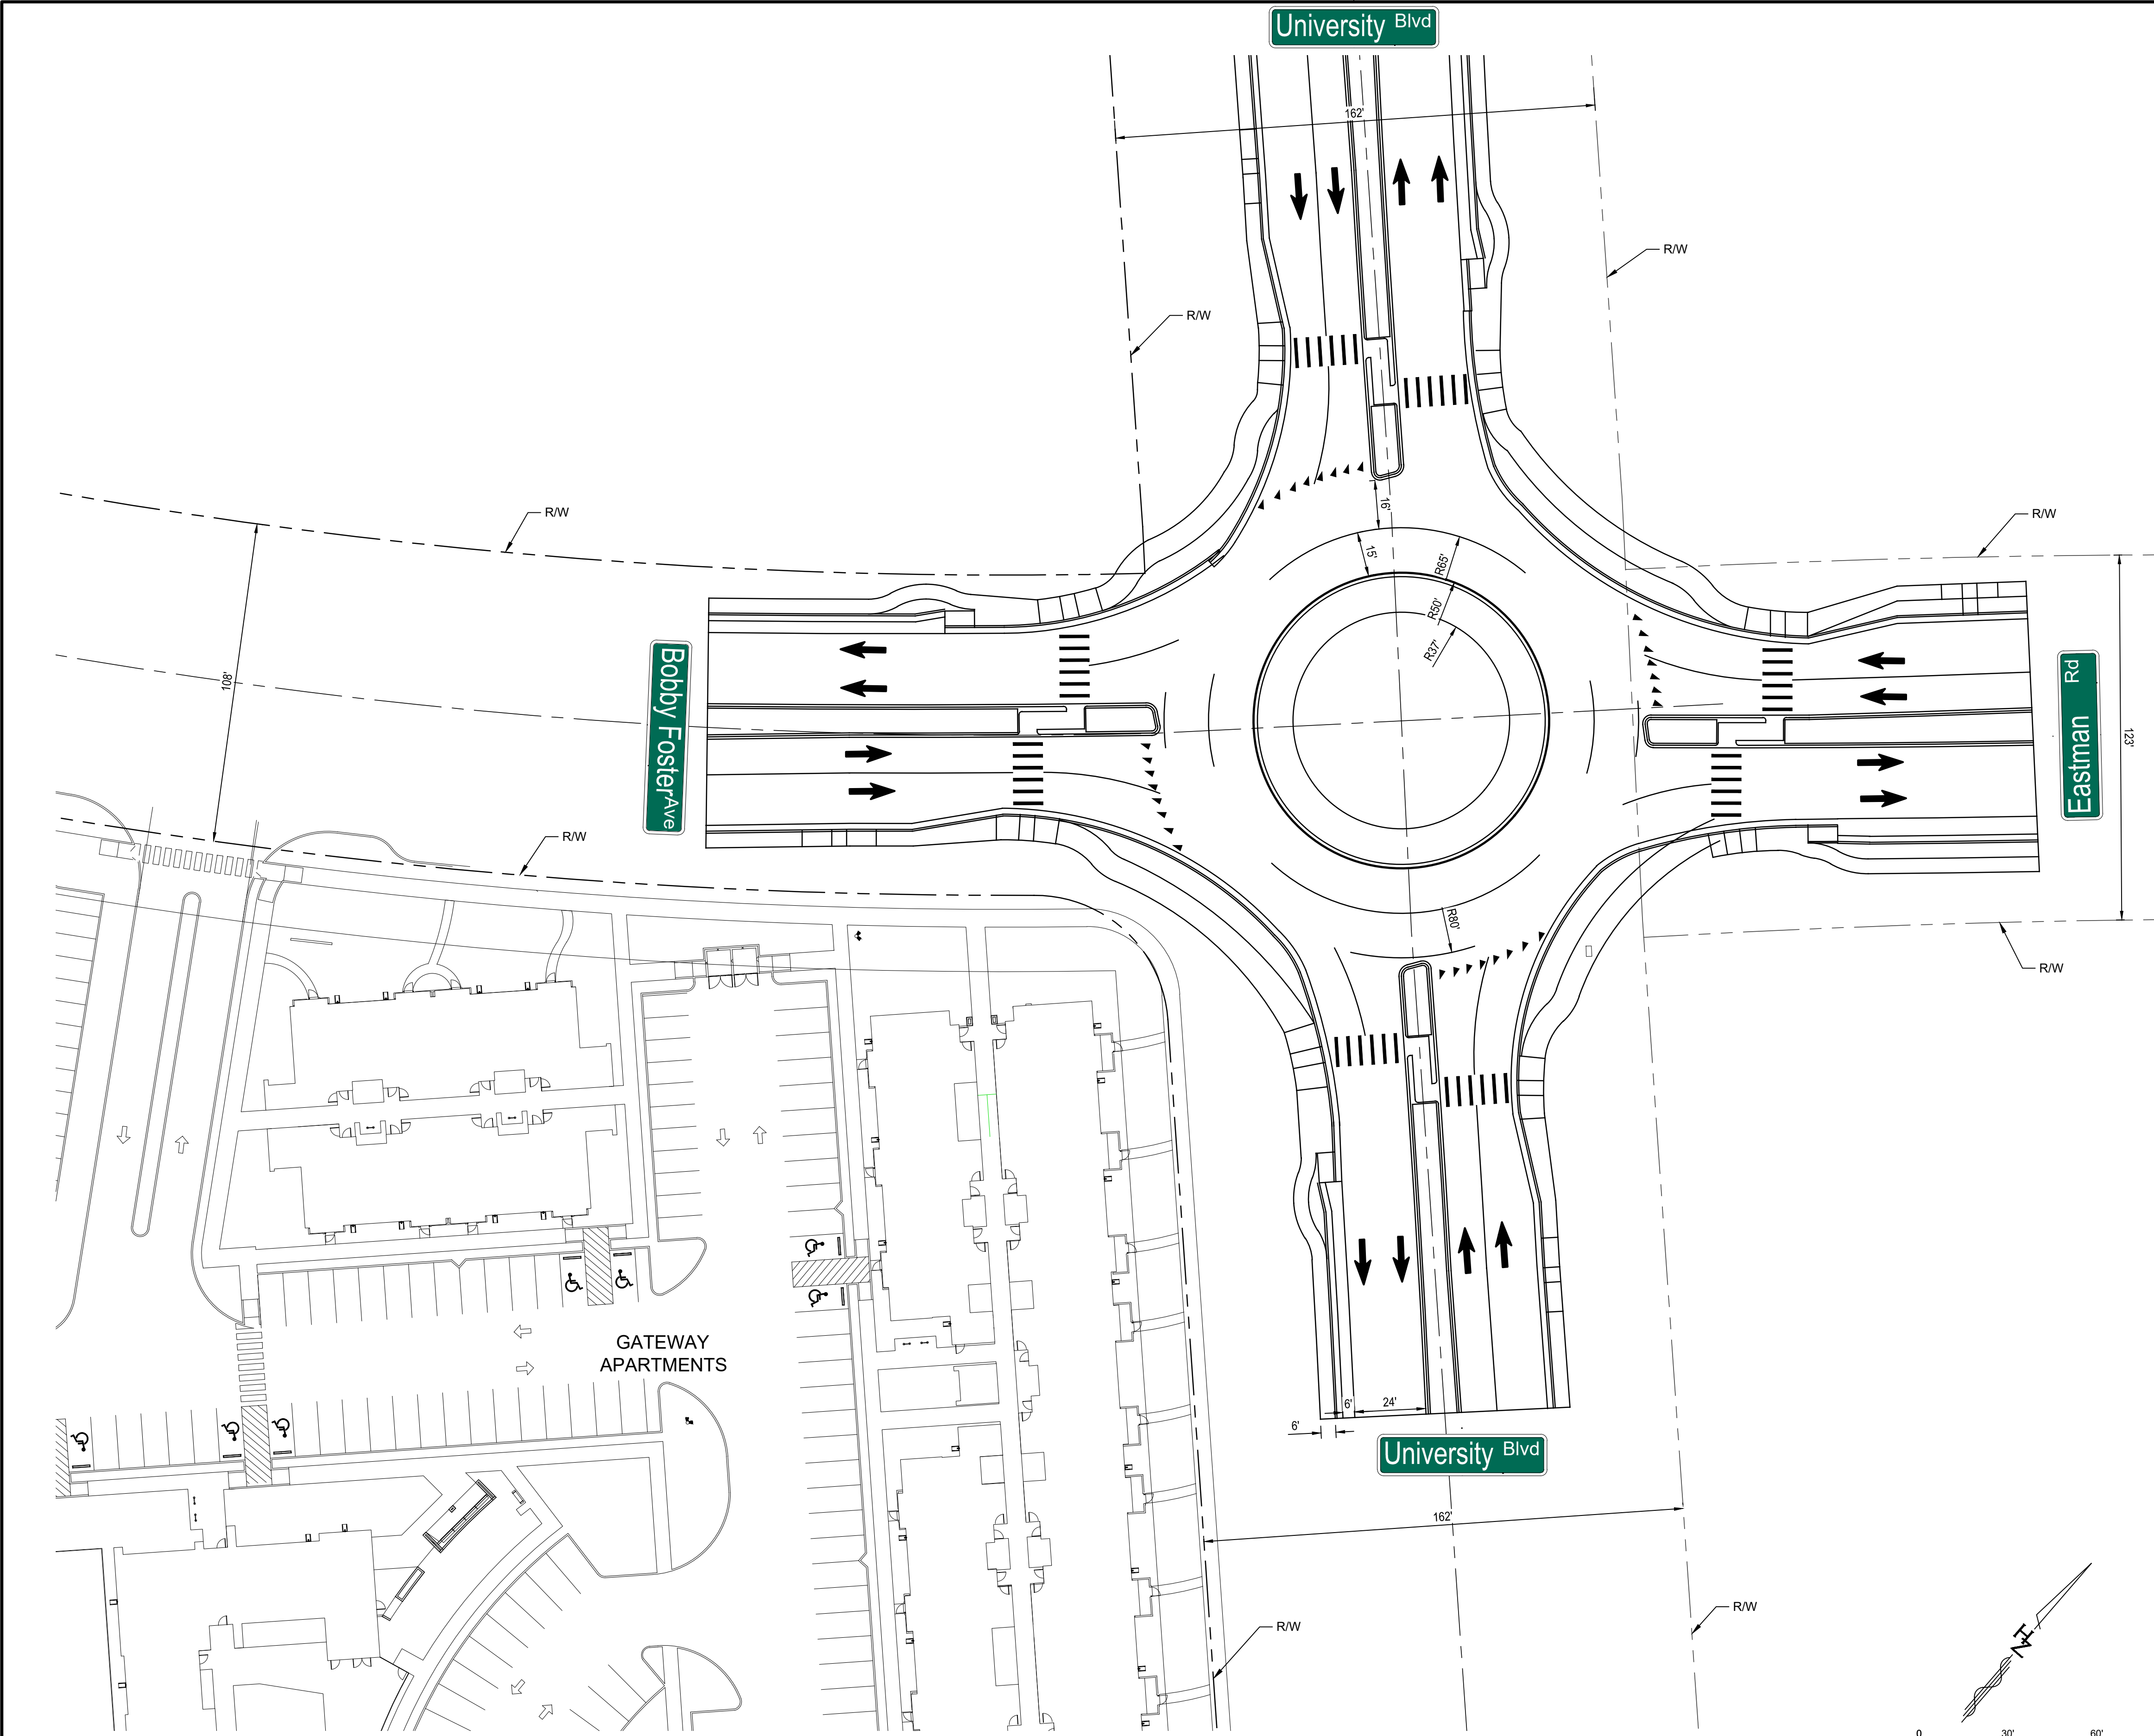 University Blvd
162'
R/W
R/W
R/W
R/W
16'
15'
R65'
R50'
R37'
108'
Bobby Foster Ave
Eastman Rd
123'
R/W
R80'
R/W
GATEWAY
APARTMENTS
6'
24'
6'
University Blvd
162'
R/W
R/W
N
0 30' 60'